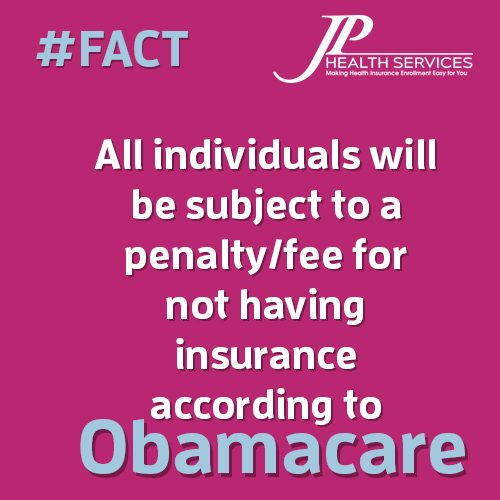 #FACT
JP
HEALTH SERVICES
Making Health Insurance Enrollment Easy for You
All individuals will
be subject to a
penalty/fee for
not having
insurance
according to
Obamacare